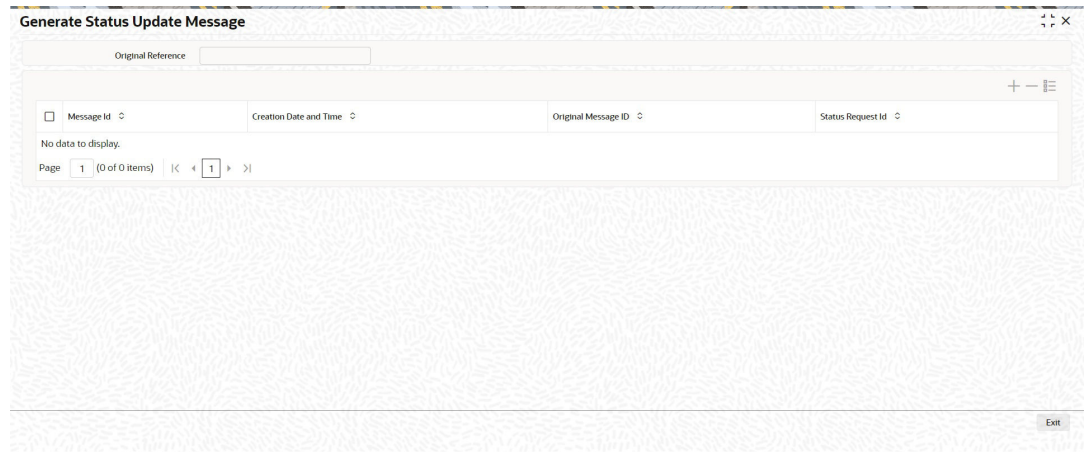 Generate Status Update Message
Original Reference
Message Id Creation Date and Time Original Message ID Status Request Id
No data to display.
Page 1 (0 of 0 items) 1
Exit